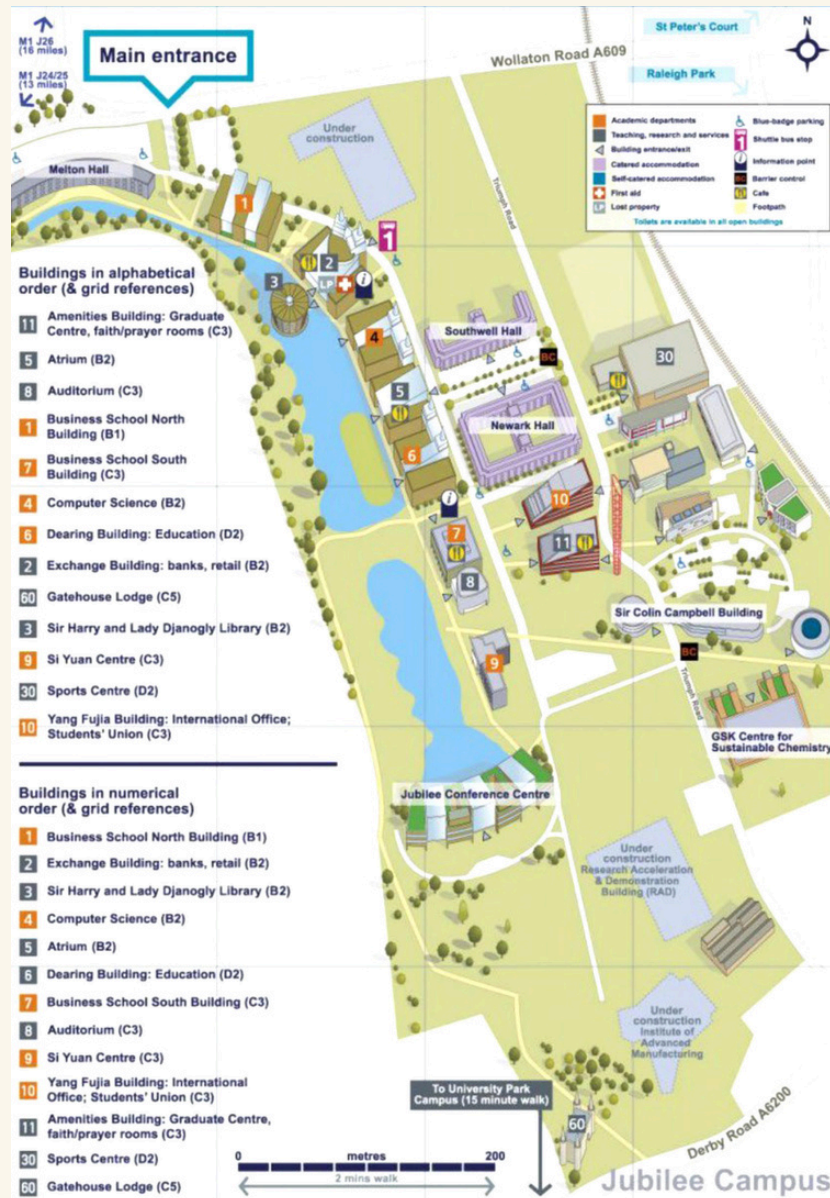 M1 J26
(16 miles)
M1 J24/25
(13 miles)
Main entrance
St Peter's Court
Wollaton Road A609
Raleigh Park
N
Academic departments
Teaching, research and services
Building entrance/exit
Catered accommodation
Self-catered accommodation
First aid
LP Lost property
Blue-badge parking
1 Shuttle bus stop
i Information point
BC Barrier control
Cafe
Footpath
Toilets are available in all open buildings
Under
construction
Triumph Road
Melton Hall
1
1
2
3
LP
i
4
Southwell Hall
BC
30
5
Newark Hall
6
i
10
7
11
8
Sir Colin Campbell Building
9
BC
Triumph Road
GSK Centre for
Sustainable Chemistry
Jubilee Conference Centre
Under
construction
Research Acceleration
& Demonstration
Building (RAD)
Under
construction
Institute of
Advanced
Manufacturing
To University Park
Campus (15 minute walk)
60
Derby Road A6200
Buildings in alphabetical
order (& grid references)
11 Amenities Building: Graduate
Centre, faith/prayer rooms (C3)
5 Atrium (B2)
8 Auditorium (C3)
1 Business School North
Building (B1)
7 Business School South
Building (C3)
4 Computer Science (B2)
6 Dearing Building: Education (D2)
2 Exchange Building: banks, retail (B2)
60 Gatehouse Lodge (C5)
3 Sir Harry and Lady Djanogly Library (B2)
9 Si Yuan Centre (C3)
30 Sports Centre (D2)
10 Yang Fujia Building: International Office;
Students' Union (C3)
Buildings in numerical
order (& grid references)
1 Business School North Building (B1)
2 Exchange Building: banks, retail (B2)
3 Sir Harry and Lady Djanogly Library (B2)
4 Computer Science (B2)
5 Atrium (B2)
6 Dearing Building: Education (D2)
7 Business School South Building (C3)
8 Auditorium (C3)
9 Si Yuan Centre (C3)
10 Yang Fujia Building: International
Office; Students' Union (C3)
11 Amenities Building: Graduate Centre,
faith/prayer rooms (C3)
30 Sports Centre (D2)
60 Gatehouse Lodge (C5)
0 metres 200
2 mins walk
Jubilee Campus